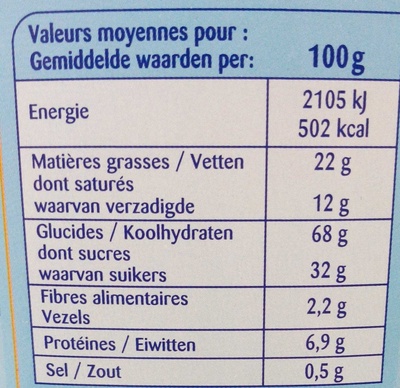 Valeurs moyennes pour :
Gemiddelde waarden per: 100g
Energie 2105 kJ
502 kcal
Matières grasses / Vetten 22 g
dont saturés
waarvan verzadigde 12 g
Glucides / Koolhydraten 68 g
dont sucres
waarvan suikers 32 g
Fibres alimentaires
Vezels 2,2 g
Protéines / Eiwitten 6,9 g
Sel / Zout 0,5 g